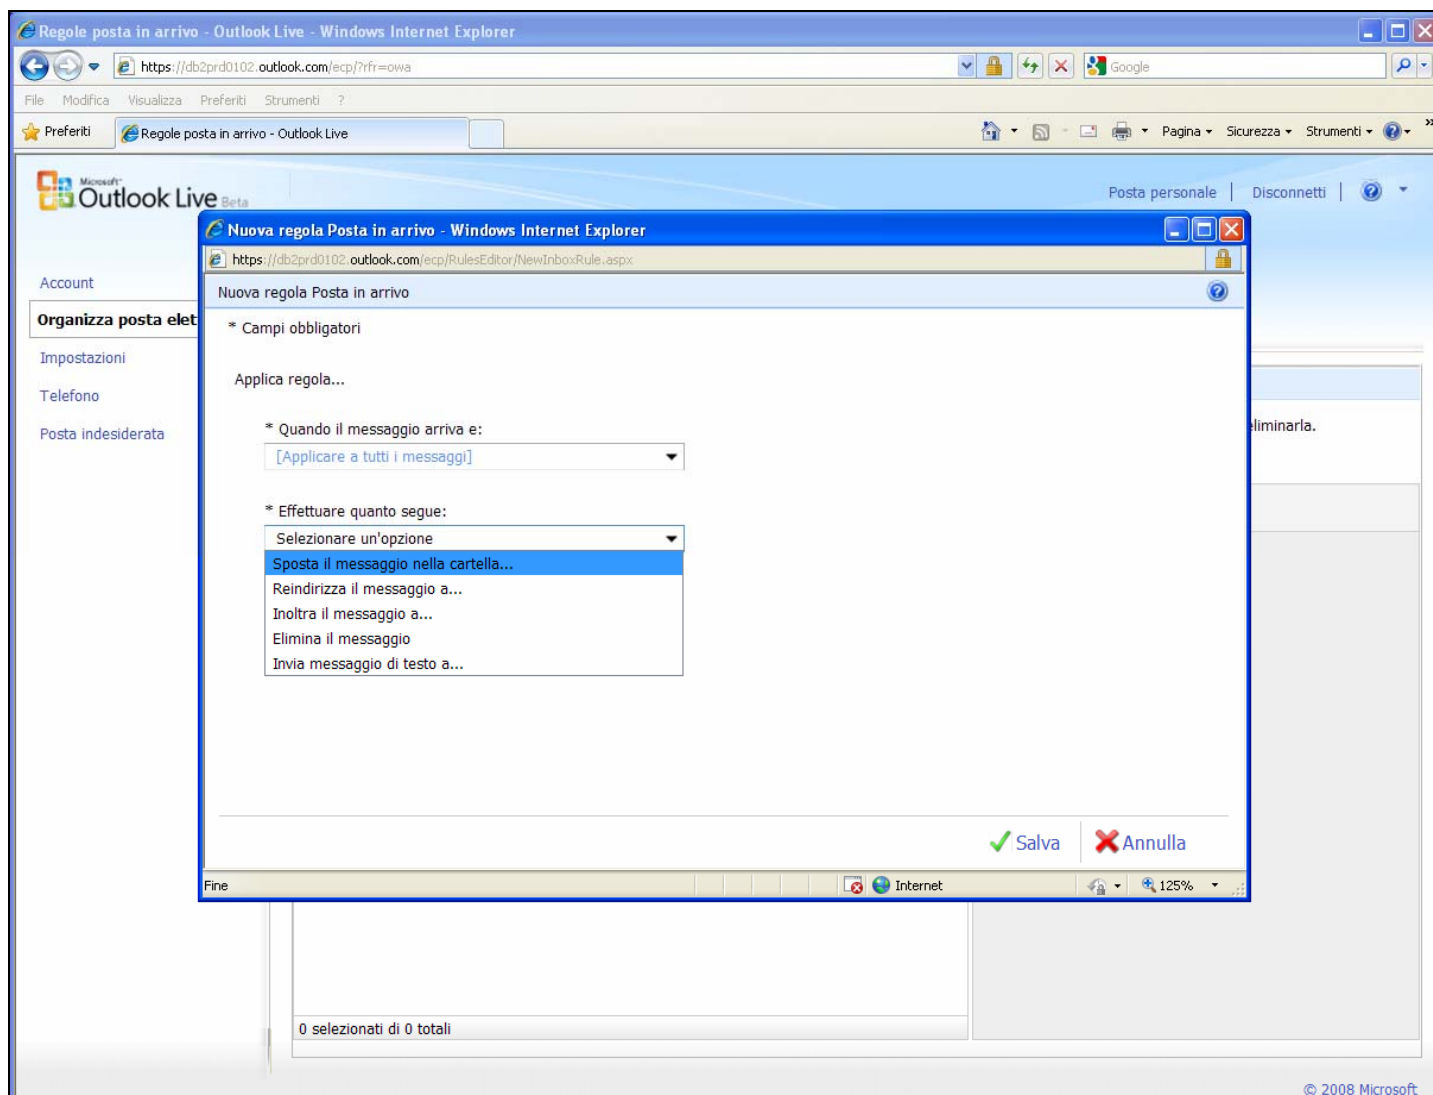 Regole posta in arrivo - Outlook Live - Windows Internet Explorer
https://db2prd0102.outlook.com/ecp/?rfr=owa
Google
File Modifica Visualizza Preferiti Strumenti ?
Preferiti
Regole posta in arrivo - Outlook Live
Pagina
Sicurezza
Strumenti
»
Microsoft
Outlook Live Beta
Posta personale | Disconnetti |
Account
Organizza posta elet
Impostazioni
Telefono
Posta indesiderata
eliminarla.
Nuova regola Posta in arrivo - Windows Internet Explorer
https://db2prd0102.outlook.com/ecp/RulesEditor/NewInboxRule.aspx
Nuova regola Posta in arrivo
* Campi obbligatori
Applica regola...
* Quando il messaggio arriva e:
[Applicare a tutti i messaggi]
* Effettuare quanto segue:
Selezionare un'opzione
Sposta il messaggio nella cartella...
Reindirizza il messaggio a...
Inoltra il messaggio a...
Elimina il messaggio
Invia messaggio di testo a...
Salva
Annulla
Fine
Internet
125%
0 selezionati di 0 totali
© 2008 Microsoft